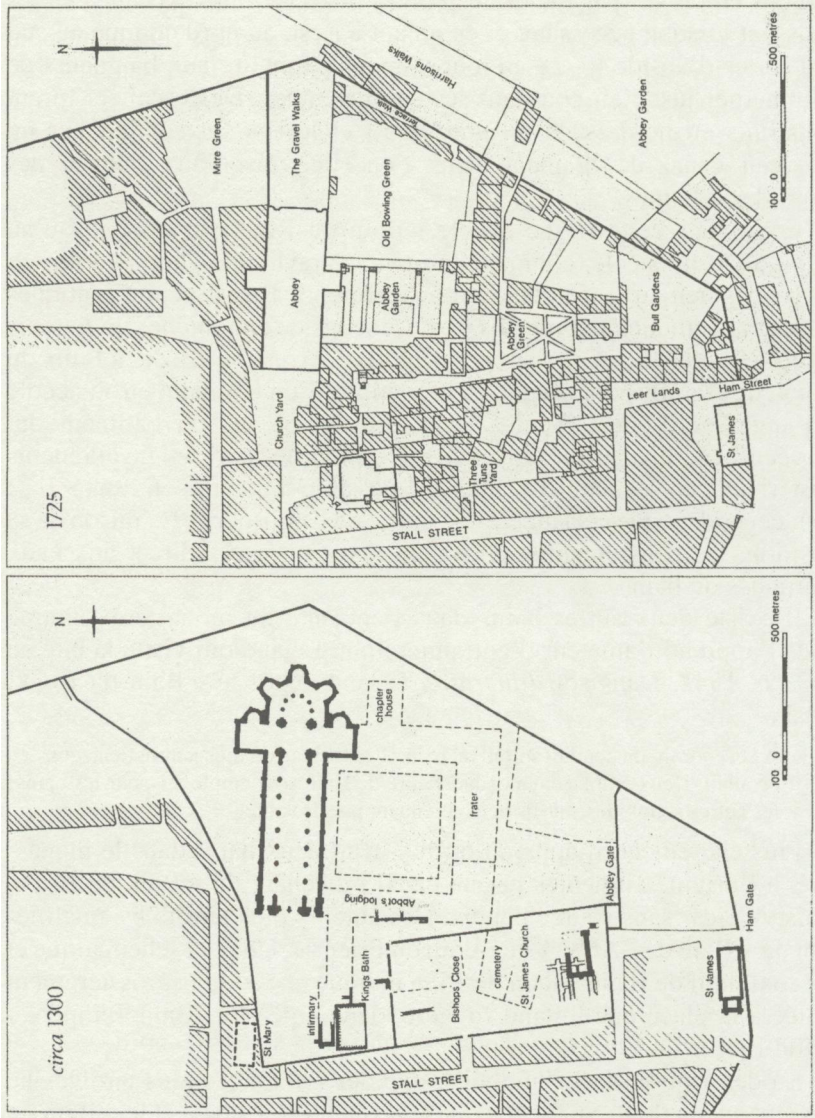 1725
N
Mitre Green
The Gravel Walks
Harrisons Walks
Terrace Walk
Old Bowling Green
Abbey Garden
Abbey
Abbey
Garden
Abbey
Green
Bull Gardens
Church Yard
Three
Tuns
Yard
Leer Lands
Ham Street
St James
STALL STREET
100 0 500 metres
circa 1300
N
chapter
house
frater
Abbot's lodging
St Mary
infirmary
Kings Bath
Bishops Close
cemetery
St James Church
Abbey Gate
Ham Gate
St James
STALL STREET
100 0 500 metres